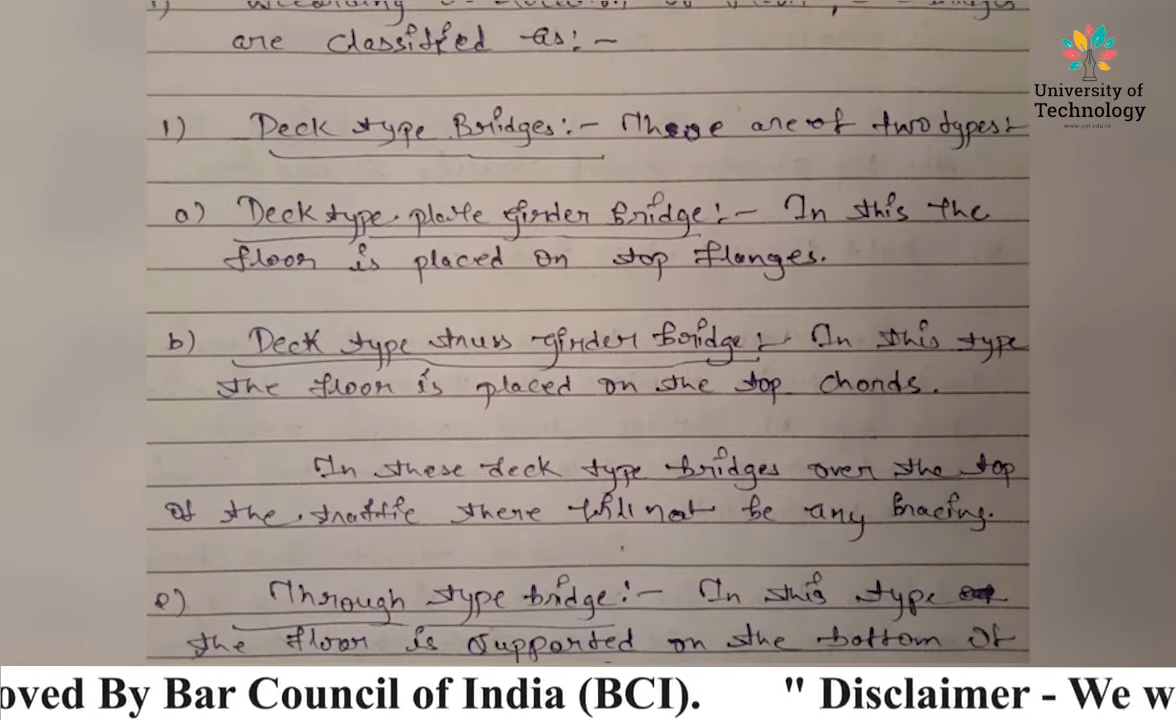 are classified as:-
1) Deck type Bridges:- These are of two types:
University of
Technology
www.uot.edu.in
a) Deck type plate girder bridge:- In this the
floor is placed on top flanges.
b) Deck type truss girder bridge:- In this type
the floor is placed on the top chords.
In these deck type bridges over the top
of the traffic there will not be any bracing.
Through type bridge:- In this type
the floor is supported on the bottom of
oved By Bar Council of India (BCI). " Disclaimer - We w